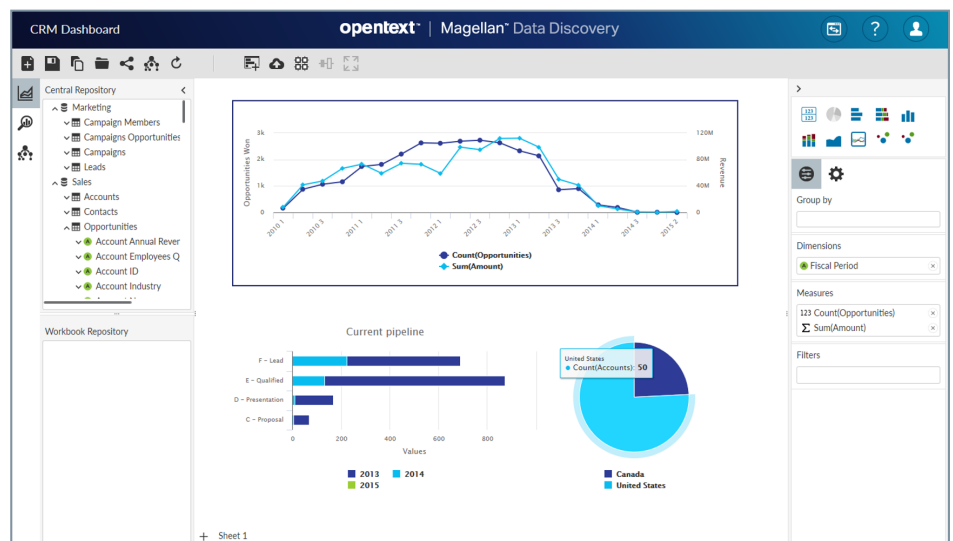 CRM Dashboard
opentext™ | Magellan™ Data Discovery
?
Central Repository
Marketing
Campaign Members
Campaigns Opportunities
Campaigns
Leads
Sales
Accounts
Contacts
Opportunities
Account Annual Rever
Account Employees Q
Account ID
Account Industry
Workbook Repository
Opportunities Won
3k
2k
1k
0
120M
80M
40M
0
Revenue
2010 1
2010 3
2011 1
2011 3
2012 1
2012 3
2013 1
2013 3
2014 1
2014 3
2015 2
Count(Opportunities)
Sum(Amount)
Current pipeline
F - Lead
E - Qualified
D - Presentation
C - Proposal
0 200 400 600 800
Values
2013 2014
2015
United States
Count(Accounts): 50
Canada
United States
+ Sheet 1
123
123
Group by
Dimensions
A Fiscal Period ×
Measures
123 Count(Opportunities) ×
Σ Sum(Amount) ×
Filters